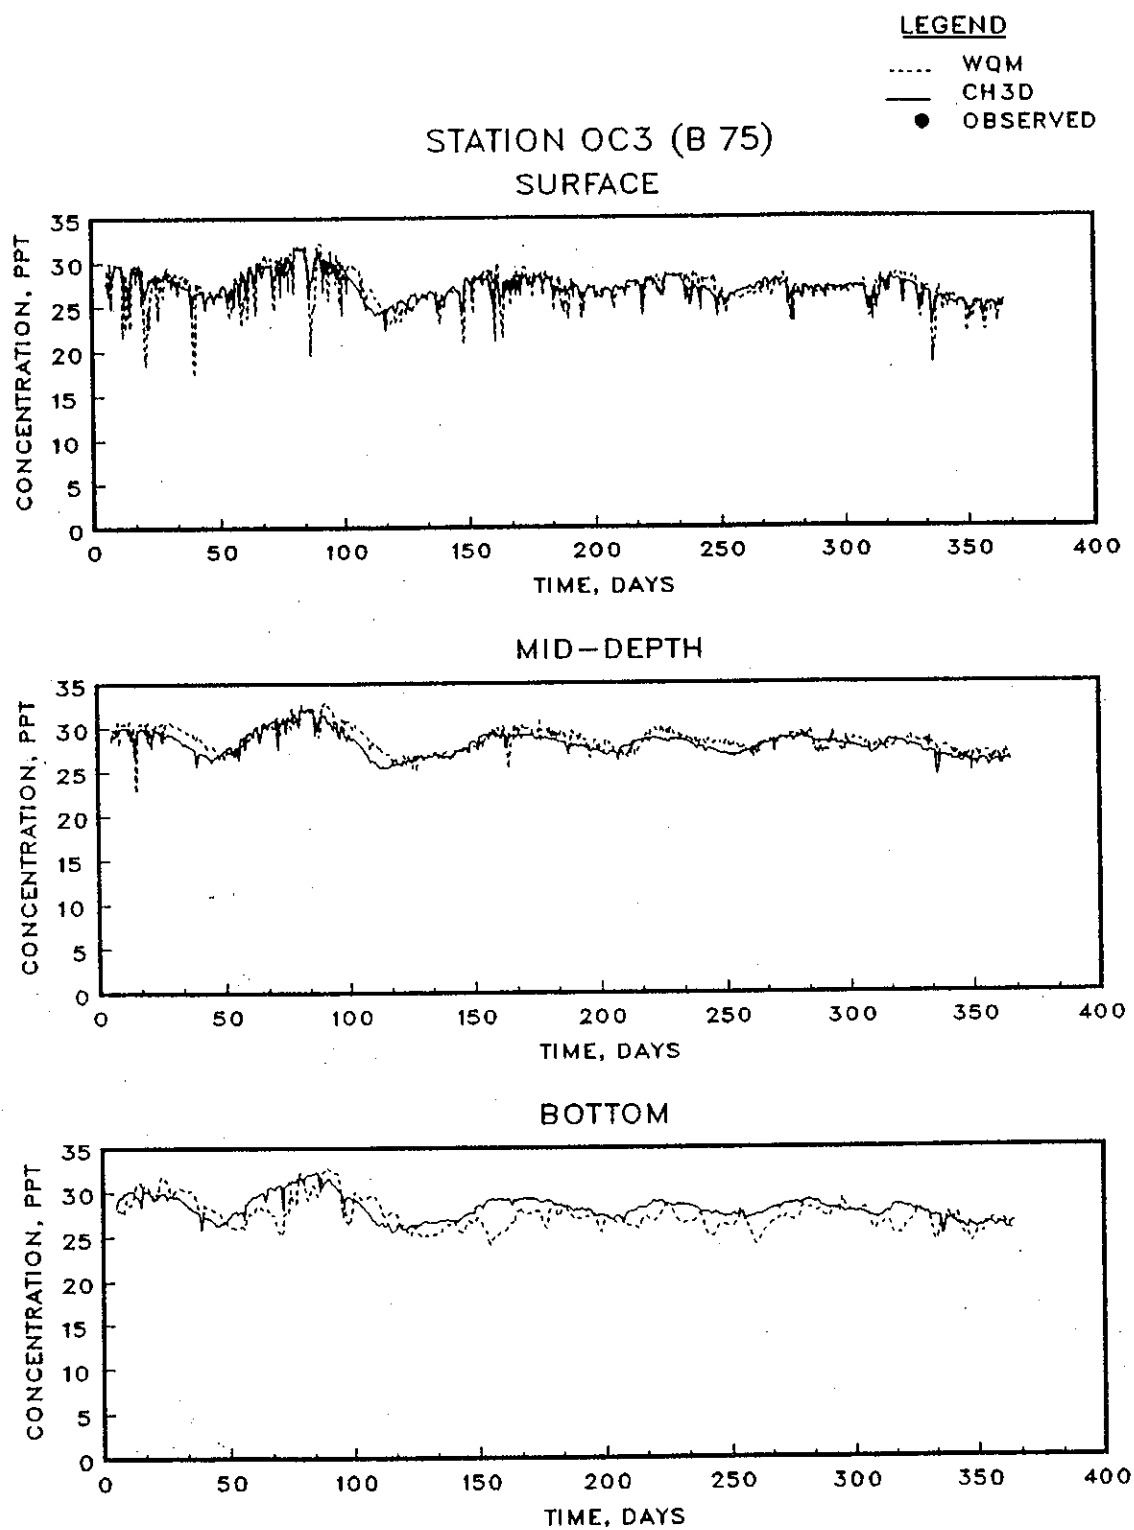 LEGEND
WQM
CH3D
OBSERVED
STATION OC3 (B 75)
SURFACE
CONCENTRATION, PPT
35
30
25
20
15
10
5
0
0 50 100 150 200 250 300 350 400
TIME, DAYS
MID-DEPTH
CONCENTRATION, PPT
35
30
25
20
15
10
5
0
0 50 100 150 200 250 300 350 400
TIME, DAYS
BOTTOM
CONCENTRATION, PPT
35
30
25
20
15
10
5
0
0 50 100 150 200 250 300 350 400
TIME, DAYS